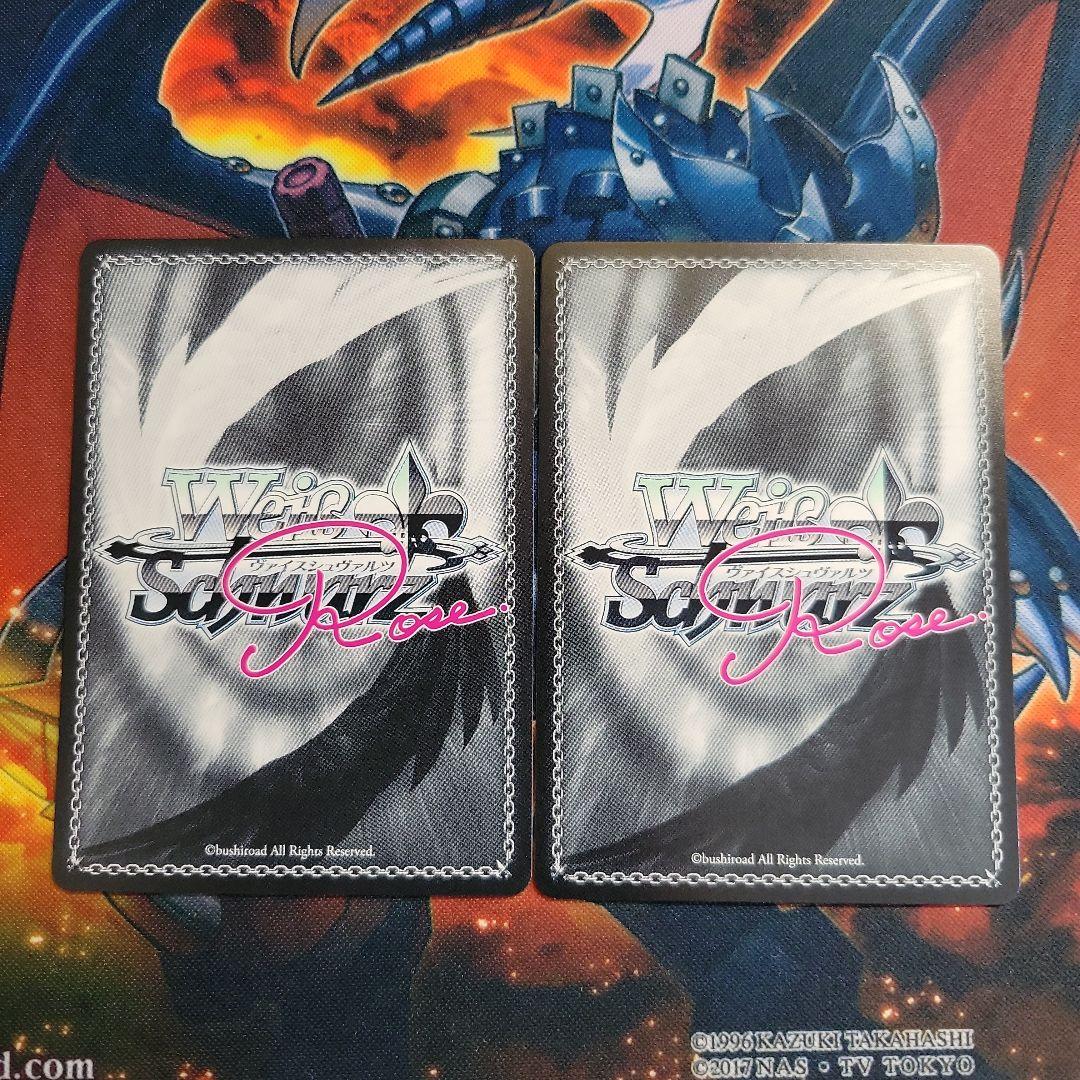 Weiß
ヴァイスシュヴァルツ
Schwarz
Rose
©bushiroad All Rights Reserved.
Weiß
ヴァイスシュヴァルツ
Schwarz
Rose
©bushiroad All Rights Reserved.
d.com
©1996 KAZUKI TAKAHASHI
©2017 NAS・TV TOKYO